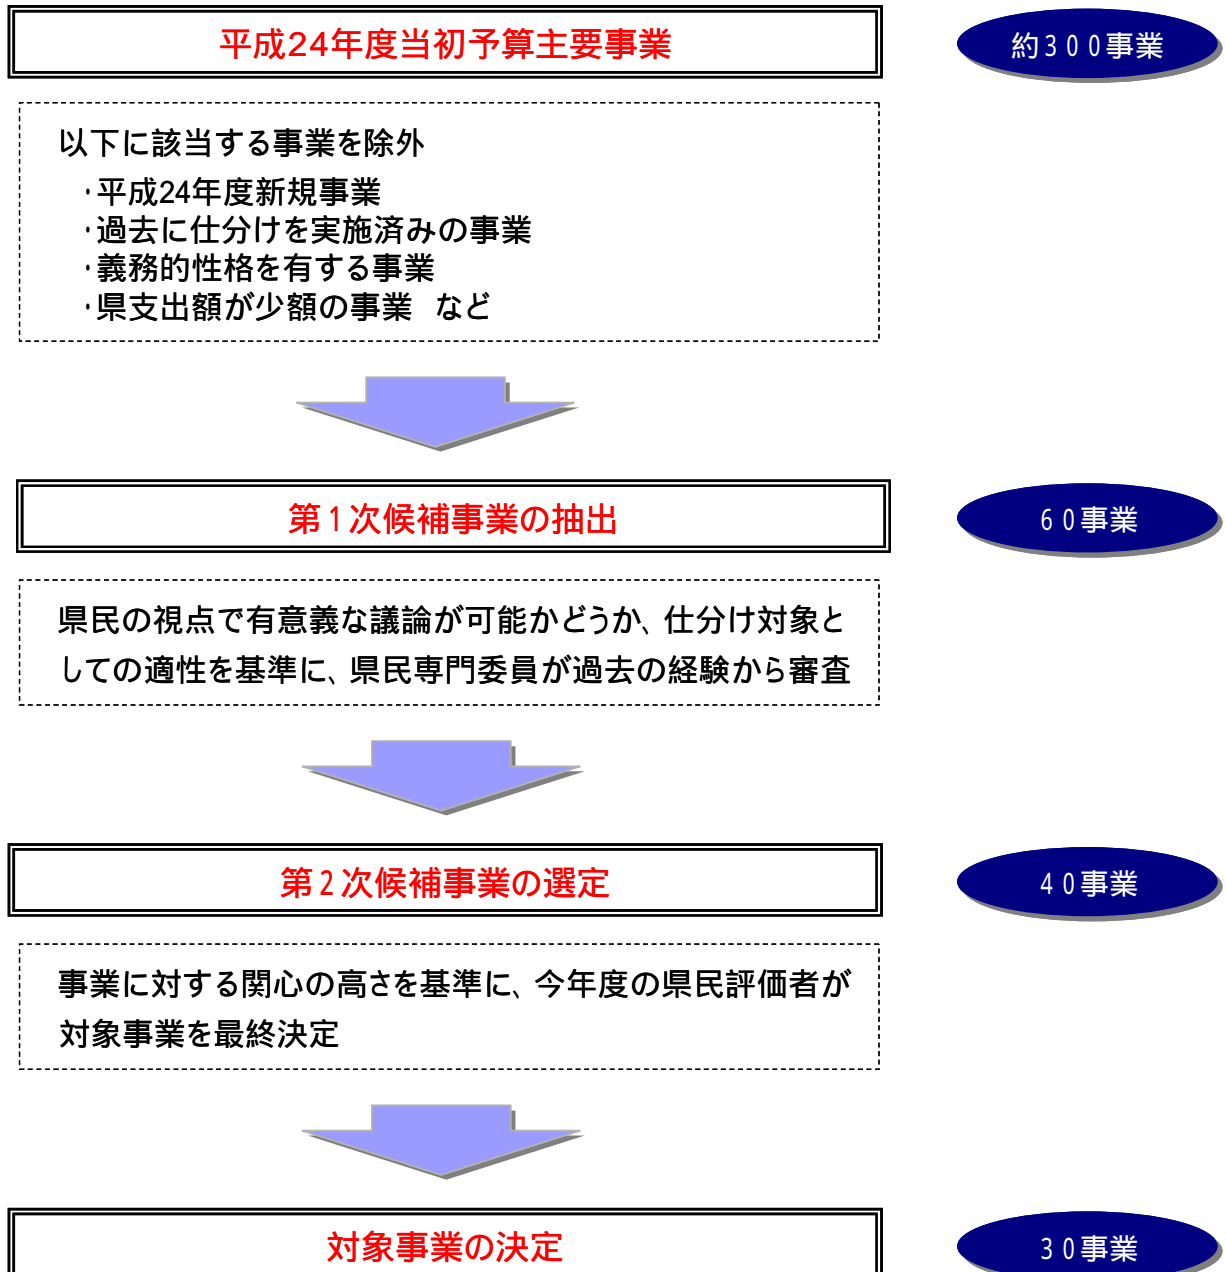 平成24年度当初予算主要事業
約300事業
以下に該当する事業を除外
・平成24年度新規事業
・過去に仕分けを実施済みの事業
・義務的性格を有する事業
・県支出額が少額の事業 など
第1次候補事業の抽出
60事業
県民の視点で有意義な議論が可能かどうか、仕分け対象と
しての適性を基準に、県民専門委員が過去の経験から審査
第2次候補事業の選定
40事業
事業に対する関心の高さを基準に、今年度の県民評価者が
対象事業を最終決定
対象事業の決定
30事業